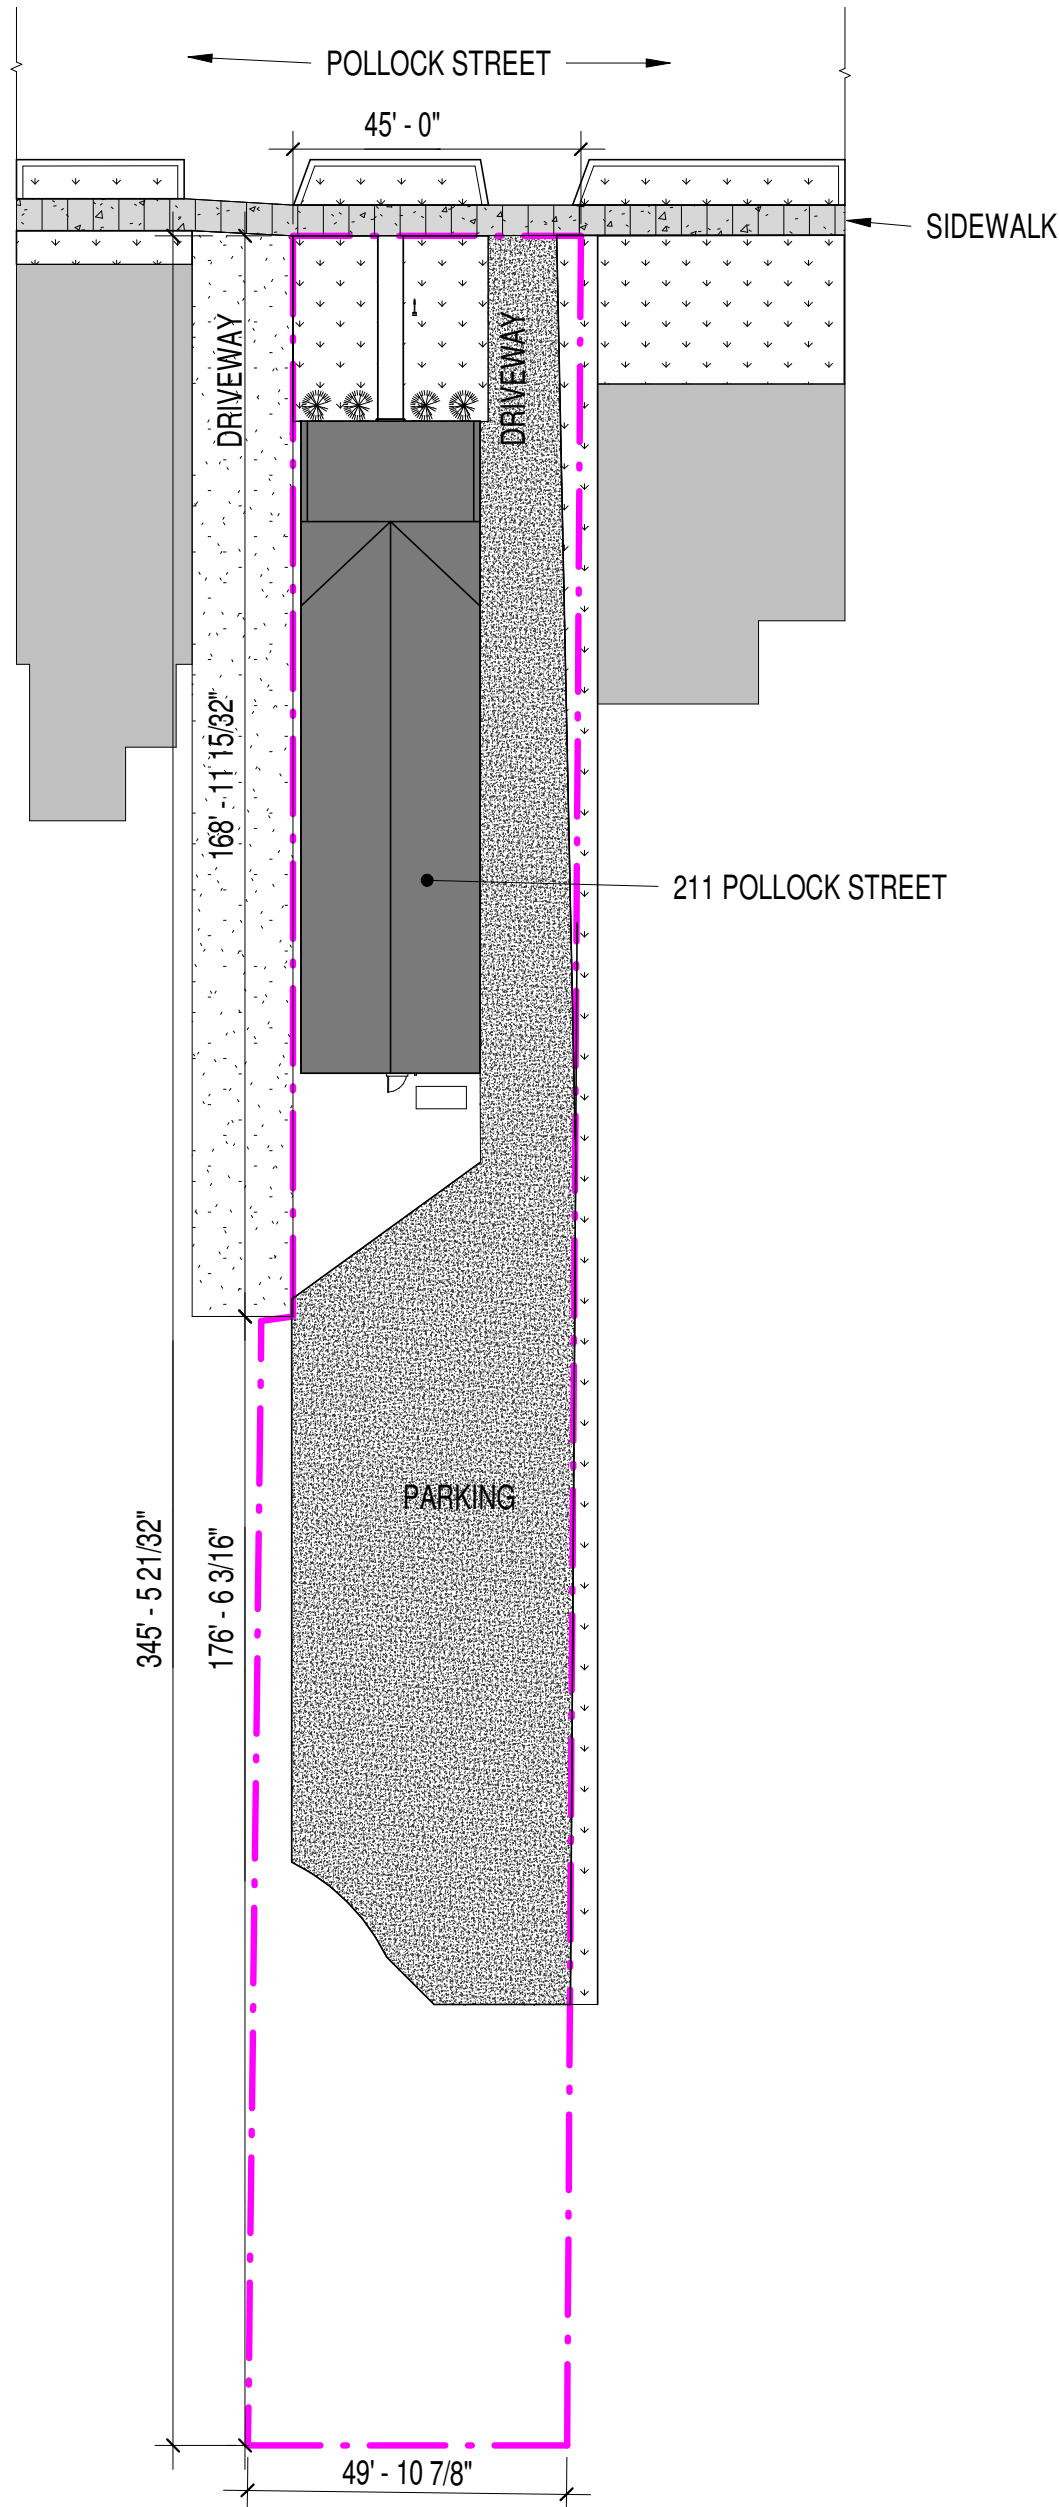 POLLOCK STREET
45' - 0"
SIDEWALK
DRIVEWAY
DRIVEWAY
168' - 11 15/32"
211 POLLOCK STREET
PARKING
345' - 5 21/32"
176' - 6 3/16"
49' - 10 7/8"